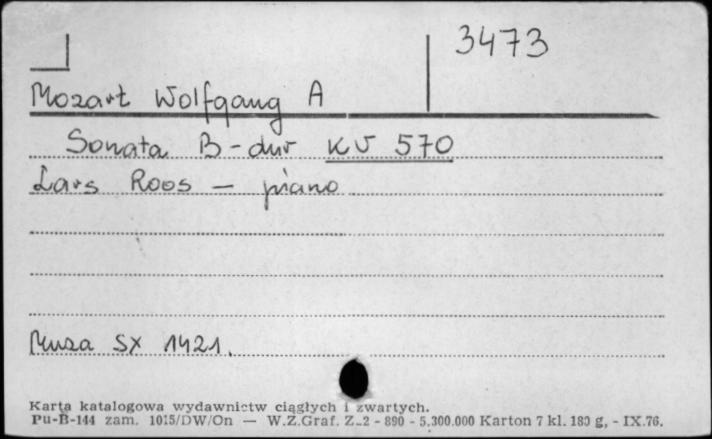 3473
Mozart Wolfgang A
Sonata B-dur KV 570
Lars Roos - piano
Muza SX 1421.
Karta katalogowa wydawnictw ciągłych i zwartych.
Pu-B-144 zam. 1015/DW/On — W.Z.Graf. Z-2 - 890 - 5.300.000 Karton 7 kl. 180 g, - IX.76.